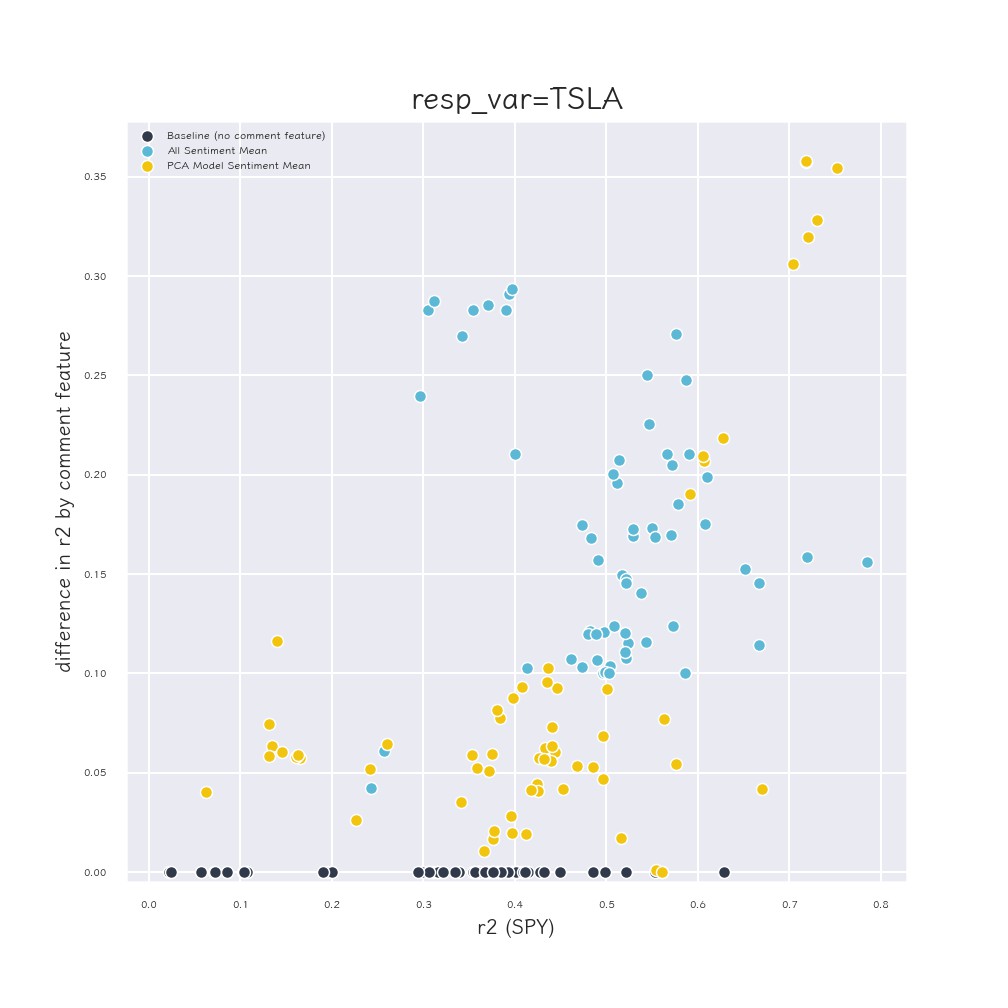 resp_var=TSLA
Baseline (no comment feature)
All Sentiment Mean
PCA Model Sentiment Mean
difference in r2 by comment feature
0.35
0.30
0.25
0.20
0.15
0.10
0.05
0.00
0.0 0.1 0.2 0.3 0.4 0.5 0.6 0.7 0.8
r2 (SPY)